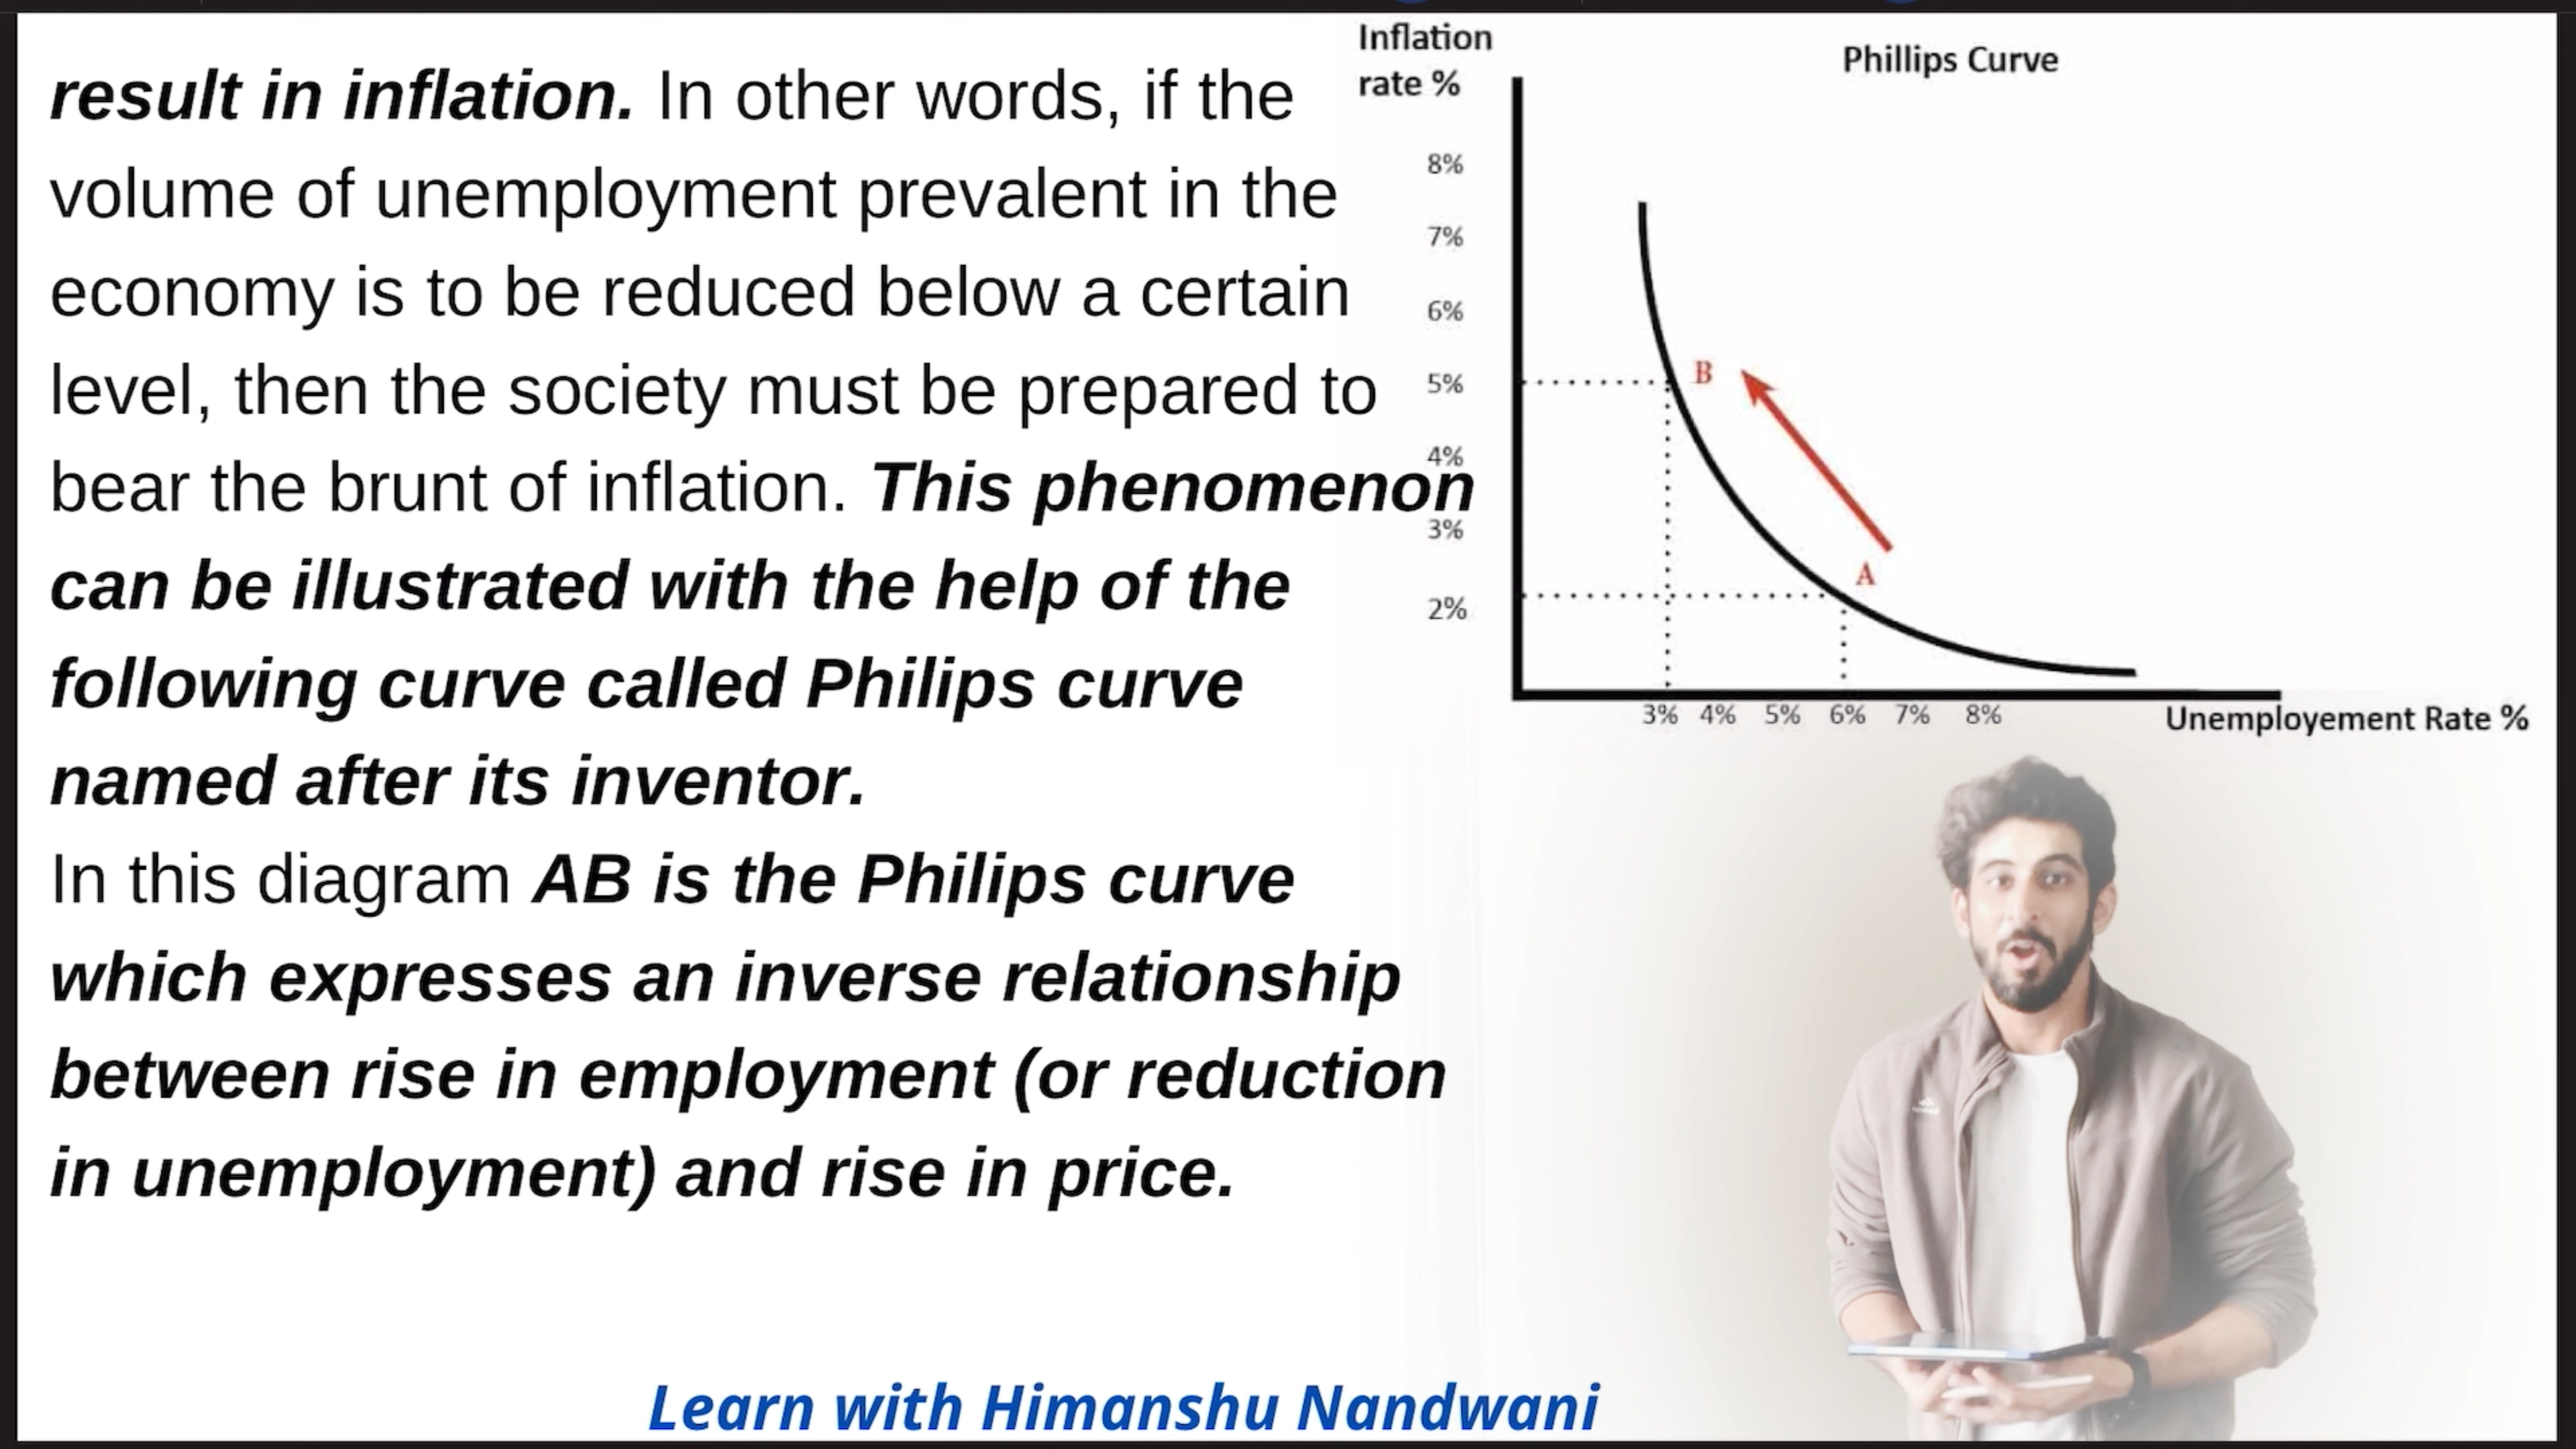 result in inflation. In other words, if the
volume of unemployment prevalent in the
economy is to be reduced below a certain
level, then the society must be prepared to
bear the brunt of inflation. This phenomenon
can be illustrated with the help of the
following curve called Philips curve
named after its inventor.
In this diagram AB is the Philips curve
which expresses an inverse relationship
between rise in employment (or reduction
in unemployment) and rise in price.
Inflation
rate %
Phillips Curve
8%
7%
6%
5%
4%
3%
2%
B
A
3% 4% 5% 6% 7% 8%
Unemployement Rate %
Learn with Himanshu Nandwani